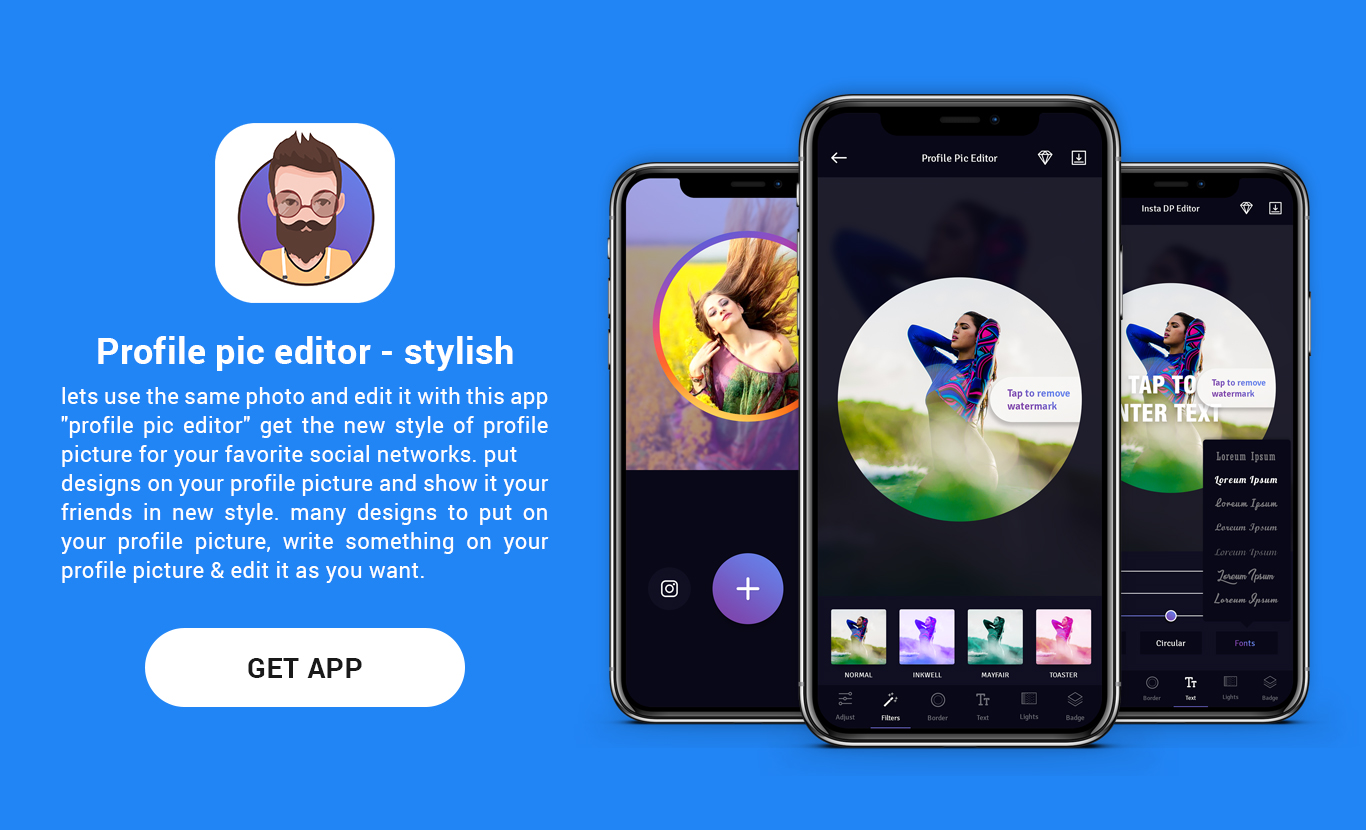 Profile pic editor - stylish
lets use the same photo and edit it with this app
"profile pic editor" get the new style of profile
picture for your favorite social networks. put
designs on your profile picture and show it your
friends in new style. many designs to put on
your profile picture, write something on your
profile picture & edit it as you want.
GET APP
Profile Pic Editor
Tap to remove
watermark
NORMAL INKWELL MAYFAIR TOASTER
Adjust Filters Border Text Lights Badge
Insta DP Editor
TAP TO
NTER TEXT
Tap to remove
watermark
Loreum Ipsum
Loreum Ipsum
Loreum Ipsum
Loreum Ipsum
Loreum Ipsum
Loreum Ipsum
Loreum Ipsum
Circular Fonts
Border Text Lights Badge